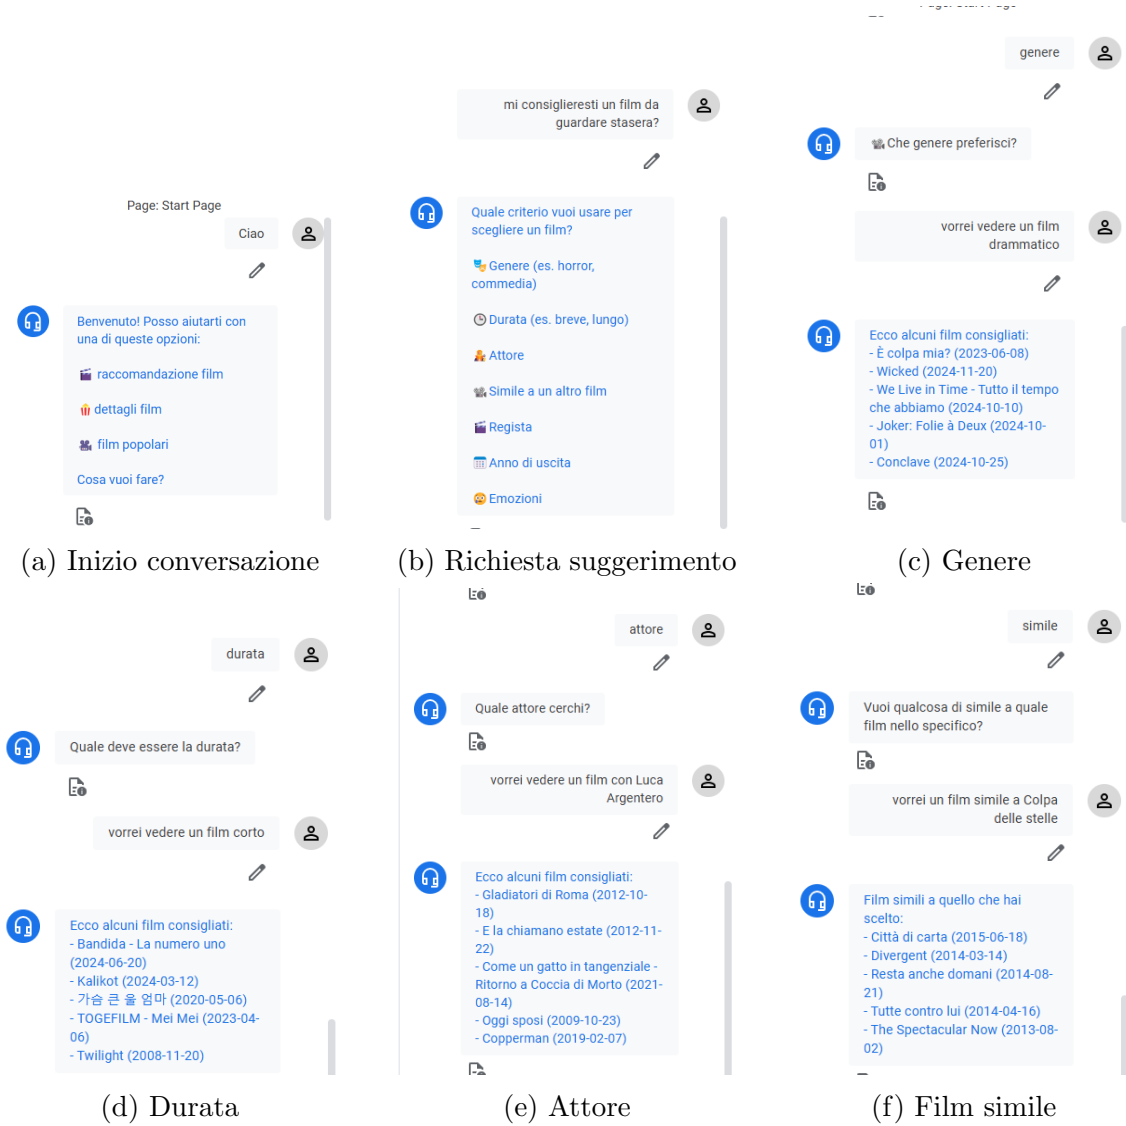 Page: Start Page
Ciao
Benvenuto! Posso aiutarti con
una di queste opzioni:
raccomandazione film
dettagli film
film popolari
Cosa vuoi fare?
(a) Inizio conversazione
mi consiglieresti un film da
guardare stasera?
Quale criterio vuoi usare per
scegliere un film?
Genere (es. horror,
commedia)
Durata (es. breve, lungo)
Attore
Simile a un altro film
Regista
Anno di uscita
Emozioni
(b) Richiesta suggerimento
genere
Che genere preferisci?
vorrei vedere un film
drammatico
Ecco alcuni film consigliati:
- È colpa mia? (2023-06-08)
- Wicked (2024-11-20)
- We Live in Time - Tutto il tempo
che abbiamo (2024-10-10)
- Joker: Folie à Deux (2024-10-
01)
- Conclave (2024-10-25)
(c) Genere
durata
Quale deve essere la durata?
vorrei vedere un film corto
Ecco alcuni film consigliati:
- Bandida - La numero uno
(2024-06-20)
- Kalikot (2024-03-12)
- 가슴 큰 울 엄마 (2020-05-06)
- TOGEFILM - Mei Mei (2023-04-
06)
- Twilight (2008-11-20)
(d) Durata
attore
Quale attore cerchi?
vorrei vedere un film con Luca
Argentero
Ecco alcuni film consigliati:
- Gladiatori di Roma (2012-10-
18)
- E la chiamano estate (2012-11-
22)
- Come un gatto in tangenziale -
Ritorno a Coccia di Morto (2021-
08-14)
- Oggi sposi (2009-10-23)
- Copperman (2019-02-07)
(e) Attore
simile
Vuoi qualcosa di simile a quale
film nello specifico?
vorrei un film simile a Colpa
delle stelle
Film simili a quello che hai
scelto:
- Città di carta (2015-06-18)
- Divergent (2014-03-14)
- Resta anche domani (2014-08-
21)
- Tutte contro lui (2014-04-16)
- The Spectacular Now (2013-08-
02)
(f) Film simile